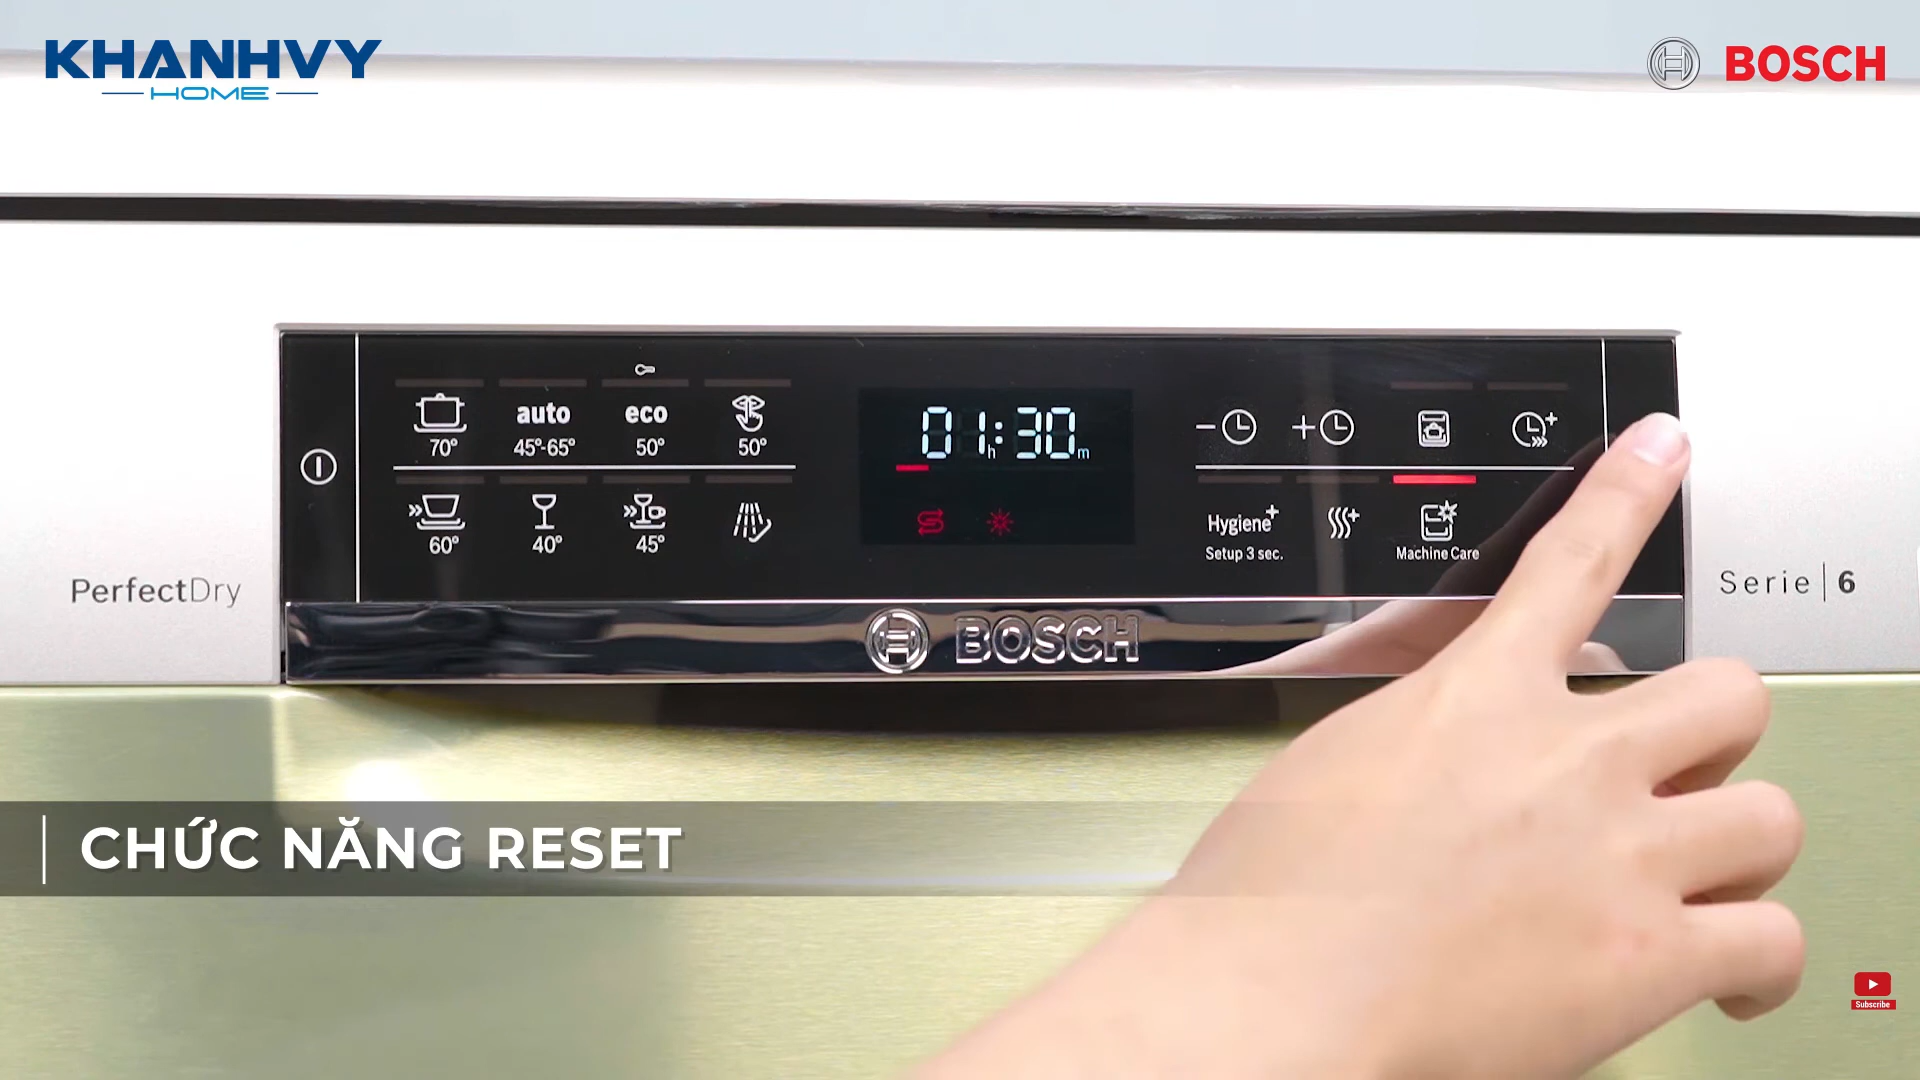 KHANHVY
HOME
BOSCH
70°
auto
45°-65°
eco
50°
50°
60°
40°
45°
01:30
h
m
Hygiene+
Setup 3 sec.
Machine Care
PerfectDry
Serie | 6
BOSCH
CHỨC NĂNG RESET
Subscribe